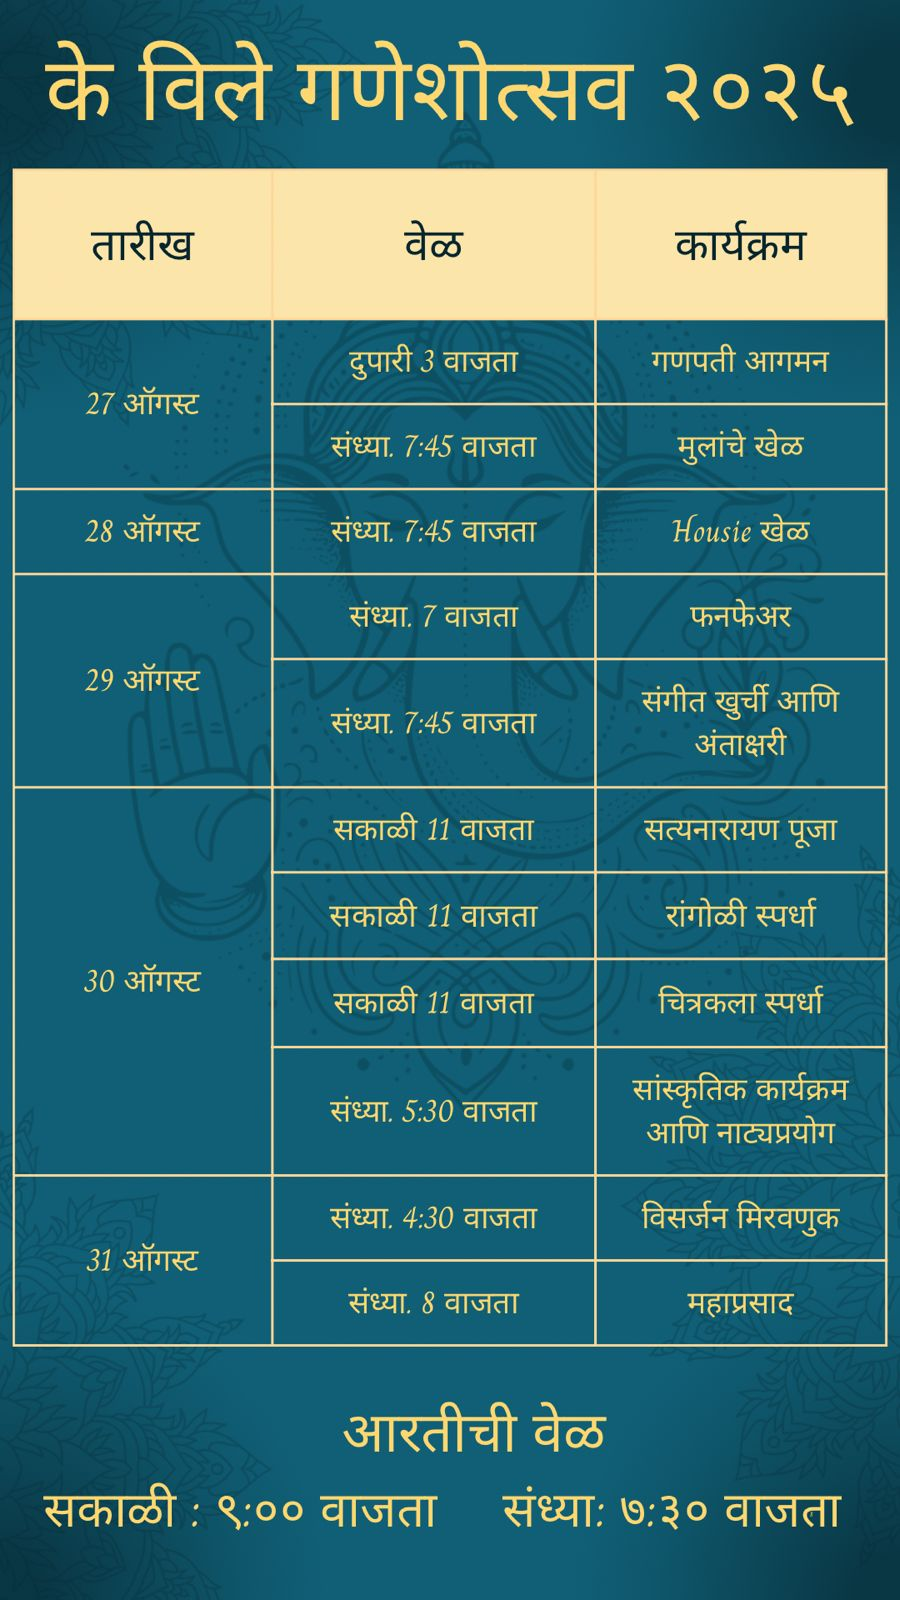 के विले गणेशोत्सव २०२५
तारीख वेळ कार्यक्रम
27 ऑगस्ट
दुपारी 3 वाजता गणपती आगमन
संध्या. 7:45 वाजता मुलांचे खेळ
28 ऑगस्ट संध्या. 7:45 वाजता Housie खेळ
29 ऑगस्ट
संध्या. 7 वाजता फनफेअर
संध्या. 7:45 वाजता संगीत खुर्ची आणि
अंताक्षरी
30 ऑगस्ट
सकाळी 11 वाजता सत्यनारायण पूजा
सकाळी 11 वाजता रांगोळी स्पर्धा
सकाळी 11 वाजता चित्रकला स्पर्धा
संध्या. 5:30 वाजता सांस्कृतिक कार्यक्रम
आणि नाट्यप्रयोग
31 ऑगस्ट
संध्या. 4:30 वाजता विसर्जन मिरवणुक
संध्या. 8 वाजता महाप्रसाद
आरतीची वेळ
सकाळी : ९:०० वाजता संध्या: ७:३० वाजता